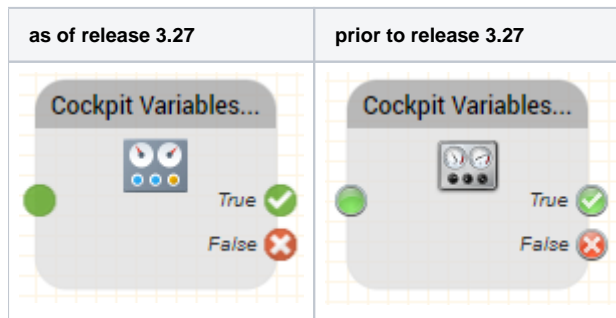 as of release 3.27
prior to release 3.27
Cockpit Variables...
True
False
Cockpit Variables...
True
False